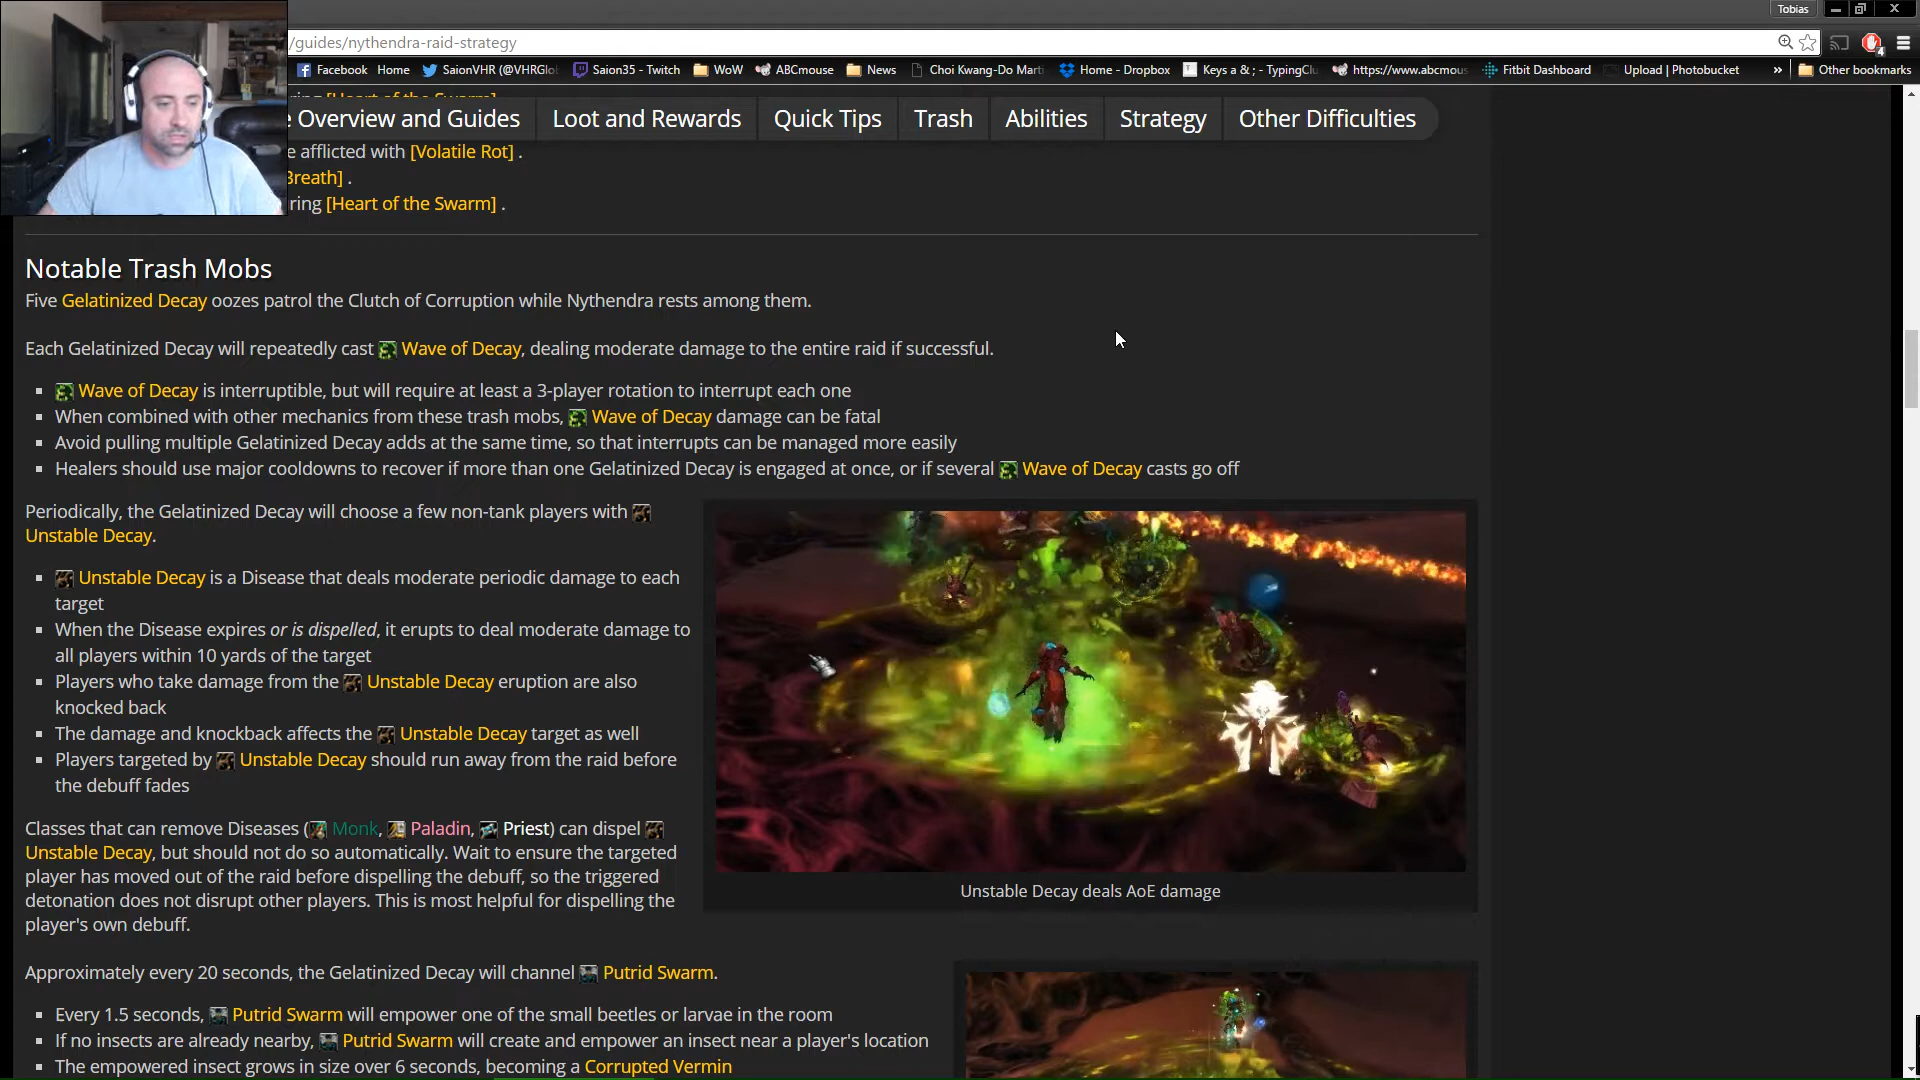 Tobias
/guides/nythendra-raid-strategy
4
Facebook Home SaionVHR (@VHRGlo Saion35 - Twitch WoW ABCmouse News Choi Kwang-Do Marti Home - Dropbox Keys a & ; - TypingClu https://www.abcmous Fitbit Dashboard Upload | Photobucket » Other bookmarks
ring [Heart of the Swarm]
e Overview and Guides Loot and Rewards Quick Tips Trash Abilities Strategy Other Difficulties
e afflicted with [Volatile Rot] .
Breath] .
ring [Heart of the Swarm] .
Notable Trash Mobs
Five Gelatinized Decay oozes patrol the Clutch of Corruption while Nythendra rests among them.
Each Gelatinized Decay will repeatedly cast Wave of Decay, dealing moderate damage to the entire raid if successful.
Wave of Decay is interruptible, but will require at least a 3-player rotation to interrupt each one
When combined with other mechanics from these trash mobs, Wave of Decay damage can be fatal
Avoid pulling multiple Gelatinized Decay adds at the same time, so that interrupts can be managed more easily
Healers should use major cooldowns to recover if more than one Gelatinized Decay is engaged at once, or if several Wave of Decay casts go off
Periodically, the Gelatinized Decay will choose a few non-tank players with
Unstable Decay.
Unstable Decay is a Disease that deals moderate periodic damage to each
target
When the Disease expires or is dispelled, it erupts to deal moderate damage to
all players within 10 yards of the target
Players who take damage from the Unstable Decay eruption are also
knocked back
The damage and knockback affects the Unstable Decay target as well
Players targeted by Unstable Decay should run away from the raid before
the debuff fades
Classes that can remove Diseases (Monk, Paladin, Priest) can dispel
Unstable Decay, but should not do so automatically. Wait to ensure the targeted
player has moved out of the raid before dispelling the debuff, so the triggered
detonation does not disrupt other players. This is most helpful for dispelling the
player's own debuff.
Unstable Decay deals AoE damage
Approximately every 20 seconds, the Gelatinized Decay will channel Putrid Swarm.
Every 1.5 seconds, Putrid Swarm will empower one of the small beetles or larvae in the room
If no insects are already nearby, Putrid Swarm will create and empower an insect near a player's location
The empowered insect grows in size over 6 seconds, becoming a Corrupted Vermin